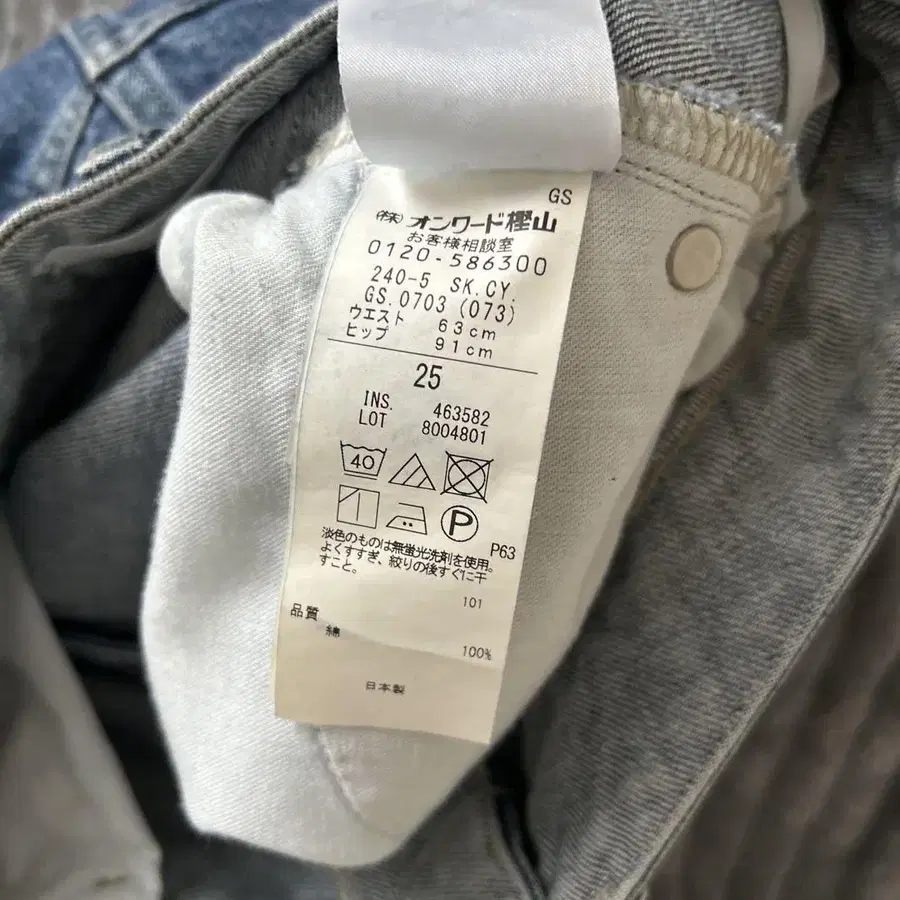 GS
(株)オンワード樫山
お客様相談室
0120-586300
240-5 SK.CY.
GS.0703(073)
ウエスト 63cm
ヒップ 91cm
25
INS. 463582
LOT 8004801
40
P
P63
淡色のものは無蛍光洗剤を使用。
よくすすぎ、絞りの後すぐに干
すこと。
101
品質
綿 100%
日本製